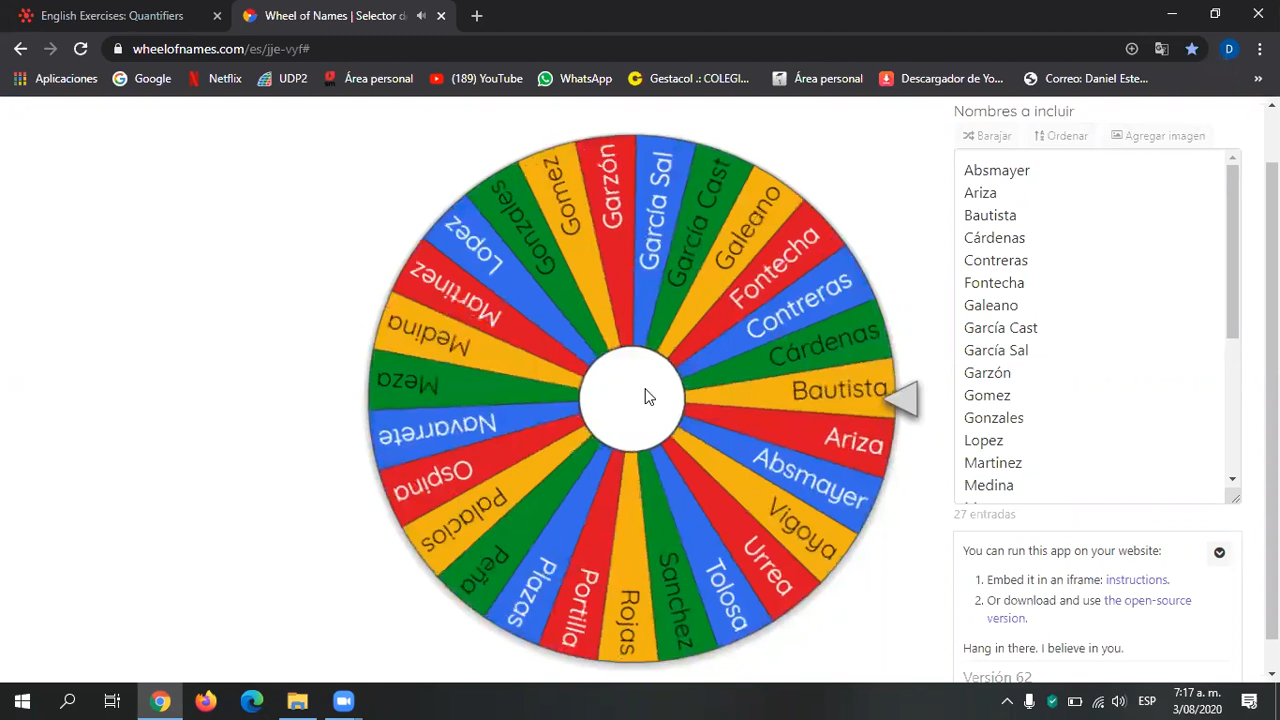 English Exercises: Quantifiers
Wheel of Names | Selector d
wheelofnames.com/es/jje-vyf#
D
Aplicaciones
Google
Netflix
UDP2
Área personal
(189) YouTube
WhatsApp
Gestacol .: COLEGI...
Área personal
Descargador de Yo...
Correo: Daniel Este...
»
Nombres a incluir
Barajar
Ordenar
Agregar imagen
Absmayer
Ariza
Bautista
Cárdenas
Contreras
Fontecha
Galeano
García Cast
García Sal
Garzón
Gomez
Gonzales
Lopez
Martinez
Medina
27 entradas
You can run this app on your website:
1. Embed it in an iframe: instructions.
2. Or download and use the open-source
version.
Hang in there. I believe in you.
Versión 62
Garzón
García Sal
García Cast
Galeano
Fontecha
Contreras
Cárdenas
Bautista
Ariza
Absmayer
Vigoya
Urrea
Tolosa
Sanchez
Rojas
Portilla
Plazas
Peña
Palacios
Ospina
Navarrete
Meza
Medina
Martinez
Lopez
Gonzales
Gomez
ESP
7:17 a. m.
3/08/2020